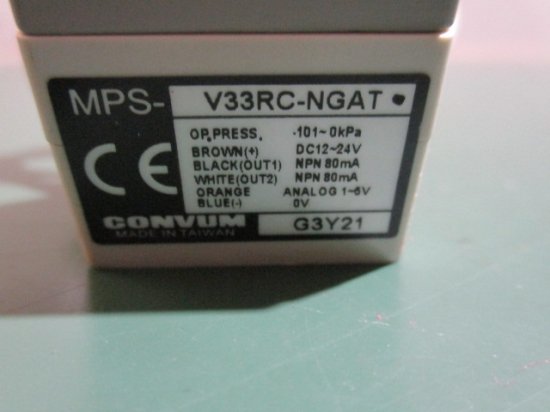 MPS- V33RC-NGAT •
OP.PRESS. -101~0kPa
BROWN(+) DC12~24V
BLACK(OUT1) NPN 80mA
WHITE(OUT2) NPN 80mA
ORANGE ANALOG 1~5V
BLUE(-) 0V
CE
CONVUM G3Y21
MADE IN TAIWAN